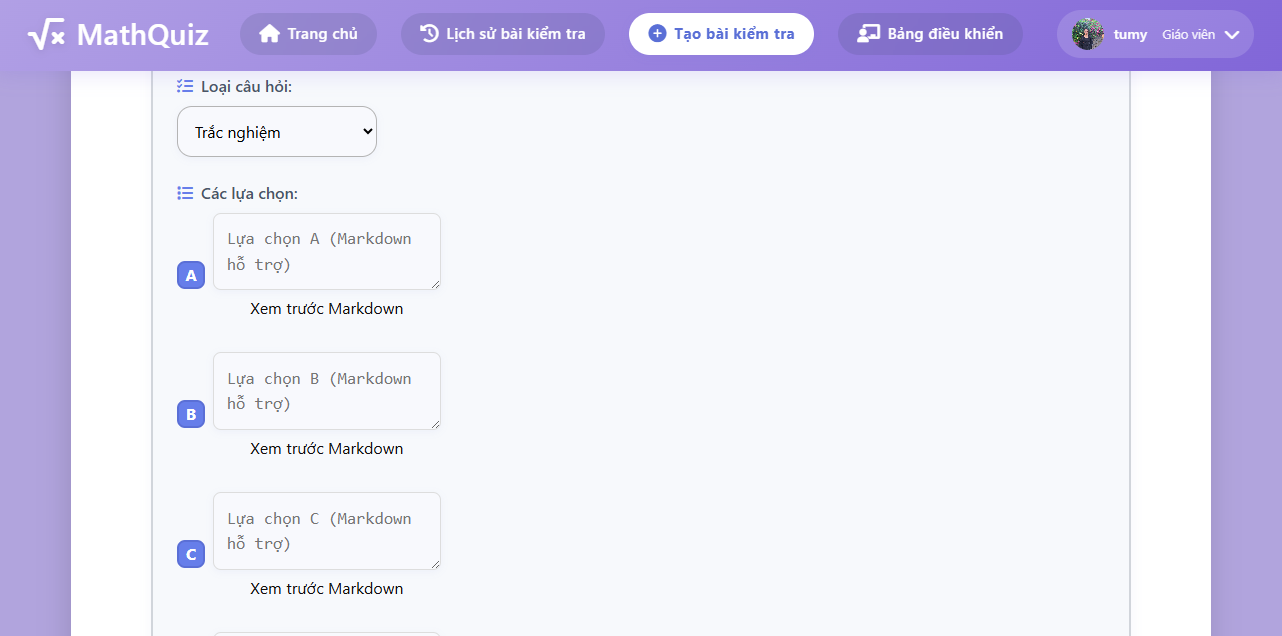 MathQuiz
Trang chủ
Lịch sử bài kiểm tra
Tạo bài kiểm tra
Bảng điều khiển
tumy Giáo viên
Loại câu hỏi:
Trắc nghiệm
Các lựa chọn:
A
Lựa chọn A (Markdown
hỗ trợ)
Xem trước Markdown
B
Lựa chọn B (Markdown
hỗ trợ)
Xem trước Markdown
C
Lựa chọn C (Markdown
hỗ trợ)
Xem trước Markdown